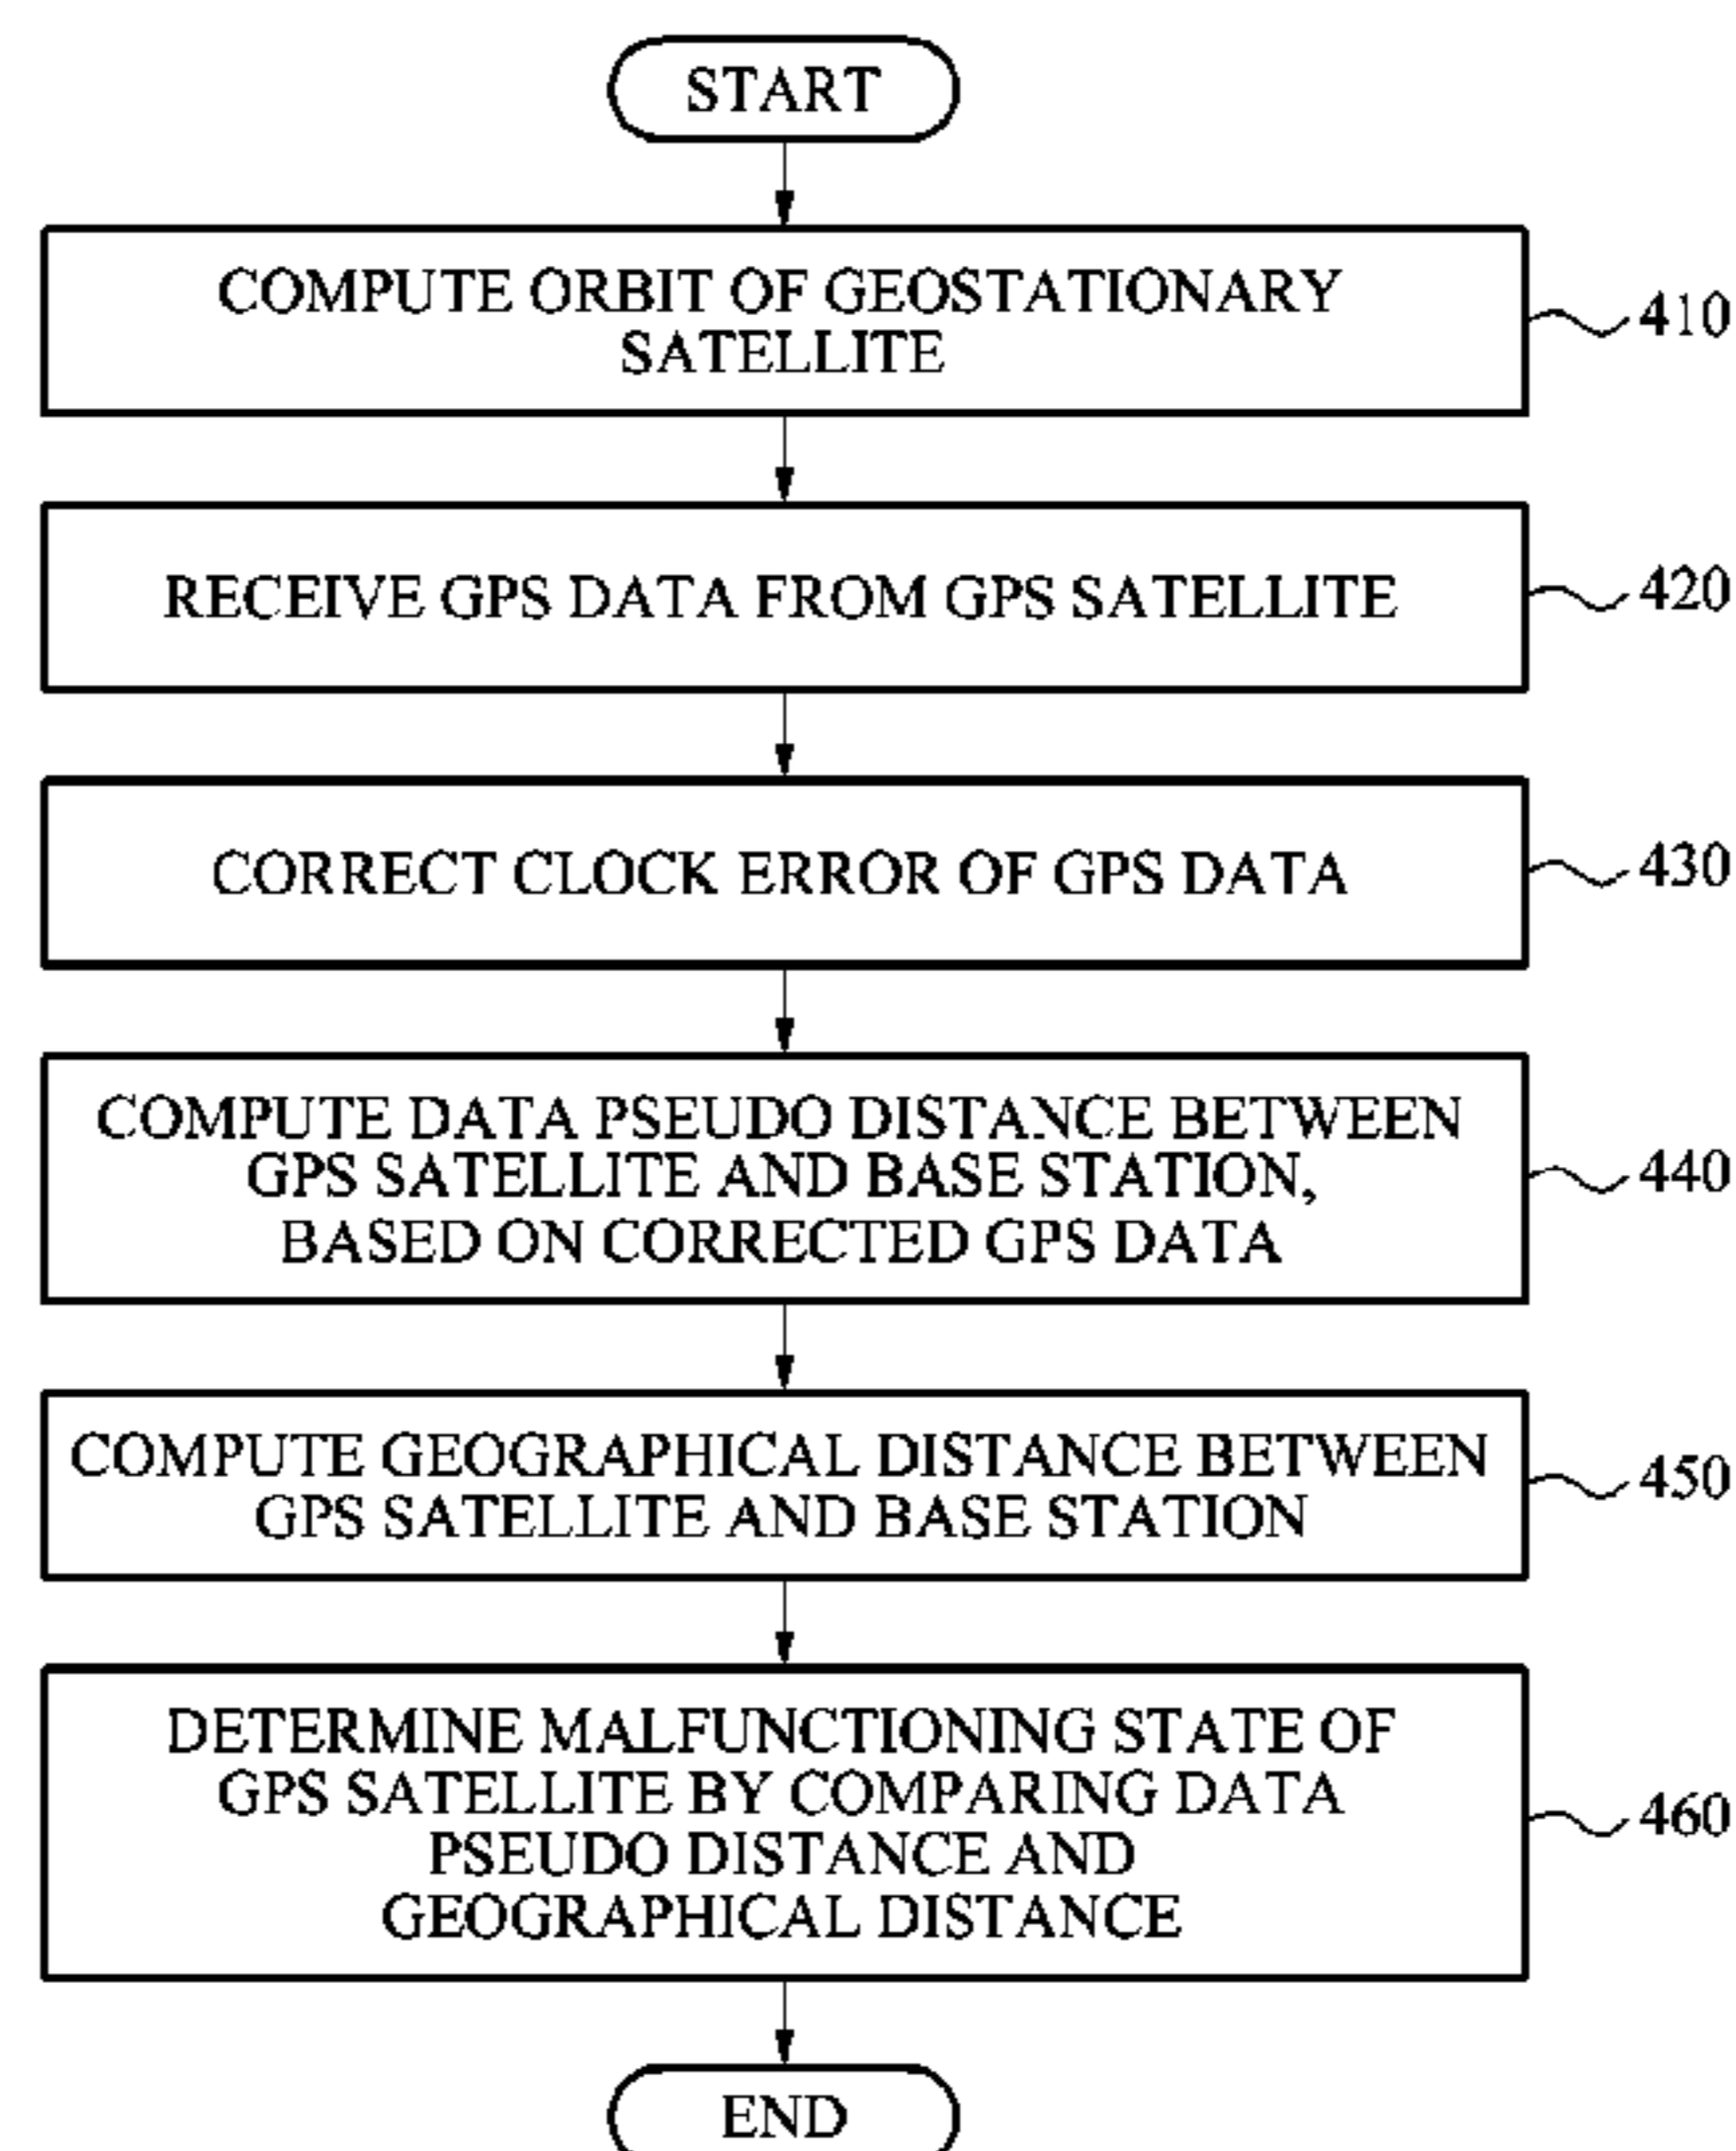 START
COMPUTE ORBIT OF GEOSTATIONARY
SATELLITE
410
RECEIVE GPS DATA FROM GPS SATELLITE
420
CORRECT CLOCK ERROR OF GPS DATA
430
COMPUTE DATA PSEUDO DISTANCE BETWEEN
GPS SATELLITE AND BASE STATION,
BASED ON CORRECTED GPS DATA
440
COMPUTE GEOGRAPHICAL DISTANCE BETWEEN
GPS SATELLITE AND BASE STATION
450
DETERMINE MALFUNCTIONING STATE OF
GPS SATELLITE BY COMPARING DATA
PSEUDO DISTANCE AND
GEOGRAPHICAL DISTANCE
460
END